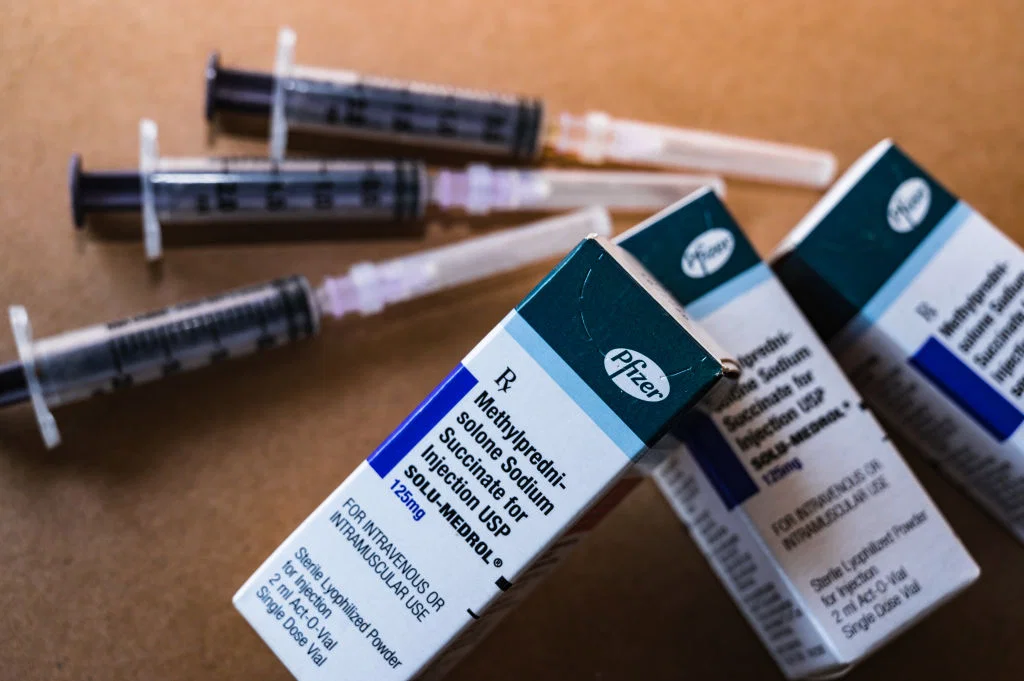 Pfizer
Rx
Methylpredni-
solone Sodium
Succinate for
Injection USP
SOLU-MEDROL®
125mg
FOR INTRAVENOUS OR
INTRAMUSCULAR USE
Sterile Lyophilized Powder
for Injection
2 ml Act-O-Vial
Single Dose Vial
Pfizer
Methylpredni-
solone Sodium
Succinate for
Injection USP
SOLU-MEDROL®
125mg
FOR INTRAVENOUS OR
INTRAMUSCULAR USE
Sterile Lyophilized Powder
for Injection
2 ml Act-O-Vial
Single Dose Vial
Pfizer
Rx
Methylpredni-
solone Sodium
Succinate